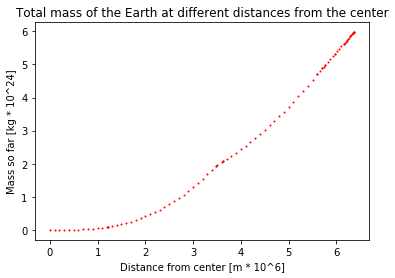 Total mass of the Earth at different distances from the center
6
5
4
3
2
1
0
Mass so far [kg * 10^24]
0 1 2 3 4 5 6
Distance from center [m * 10^6]